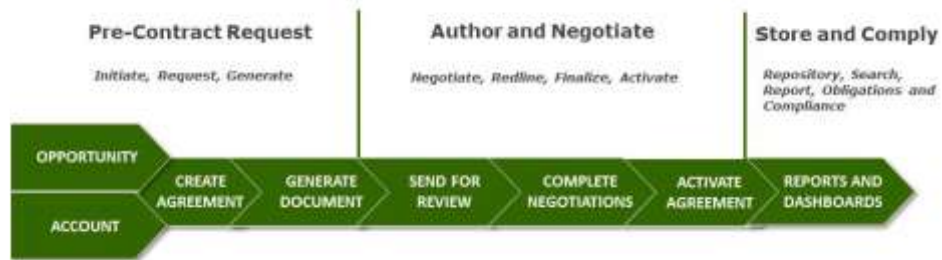 Pre-Contract Request
Initiate, Request, Generate
Author and Negotiate
Negotiate, Redline, Finalize, Activate
Store and Comply
Repository, Search,
Report, Obligations and
Compliance
OPPORTUNITY
ACCOUNT
CREATE
AGREEMENT
GENERATE
DOCUMENT
SEND FOR
REVIEW
COMPLETE
NEGOTIATIONS
ACTIVATE
AGREEMENT
REPORTS AND
DASHBOARDS